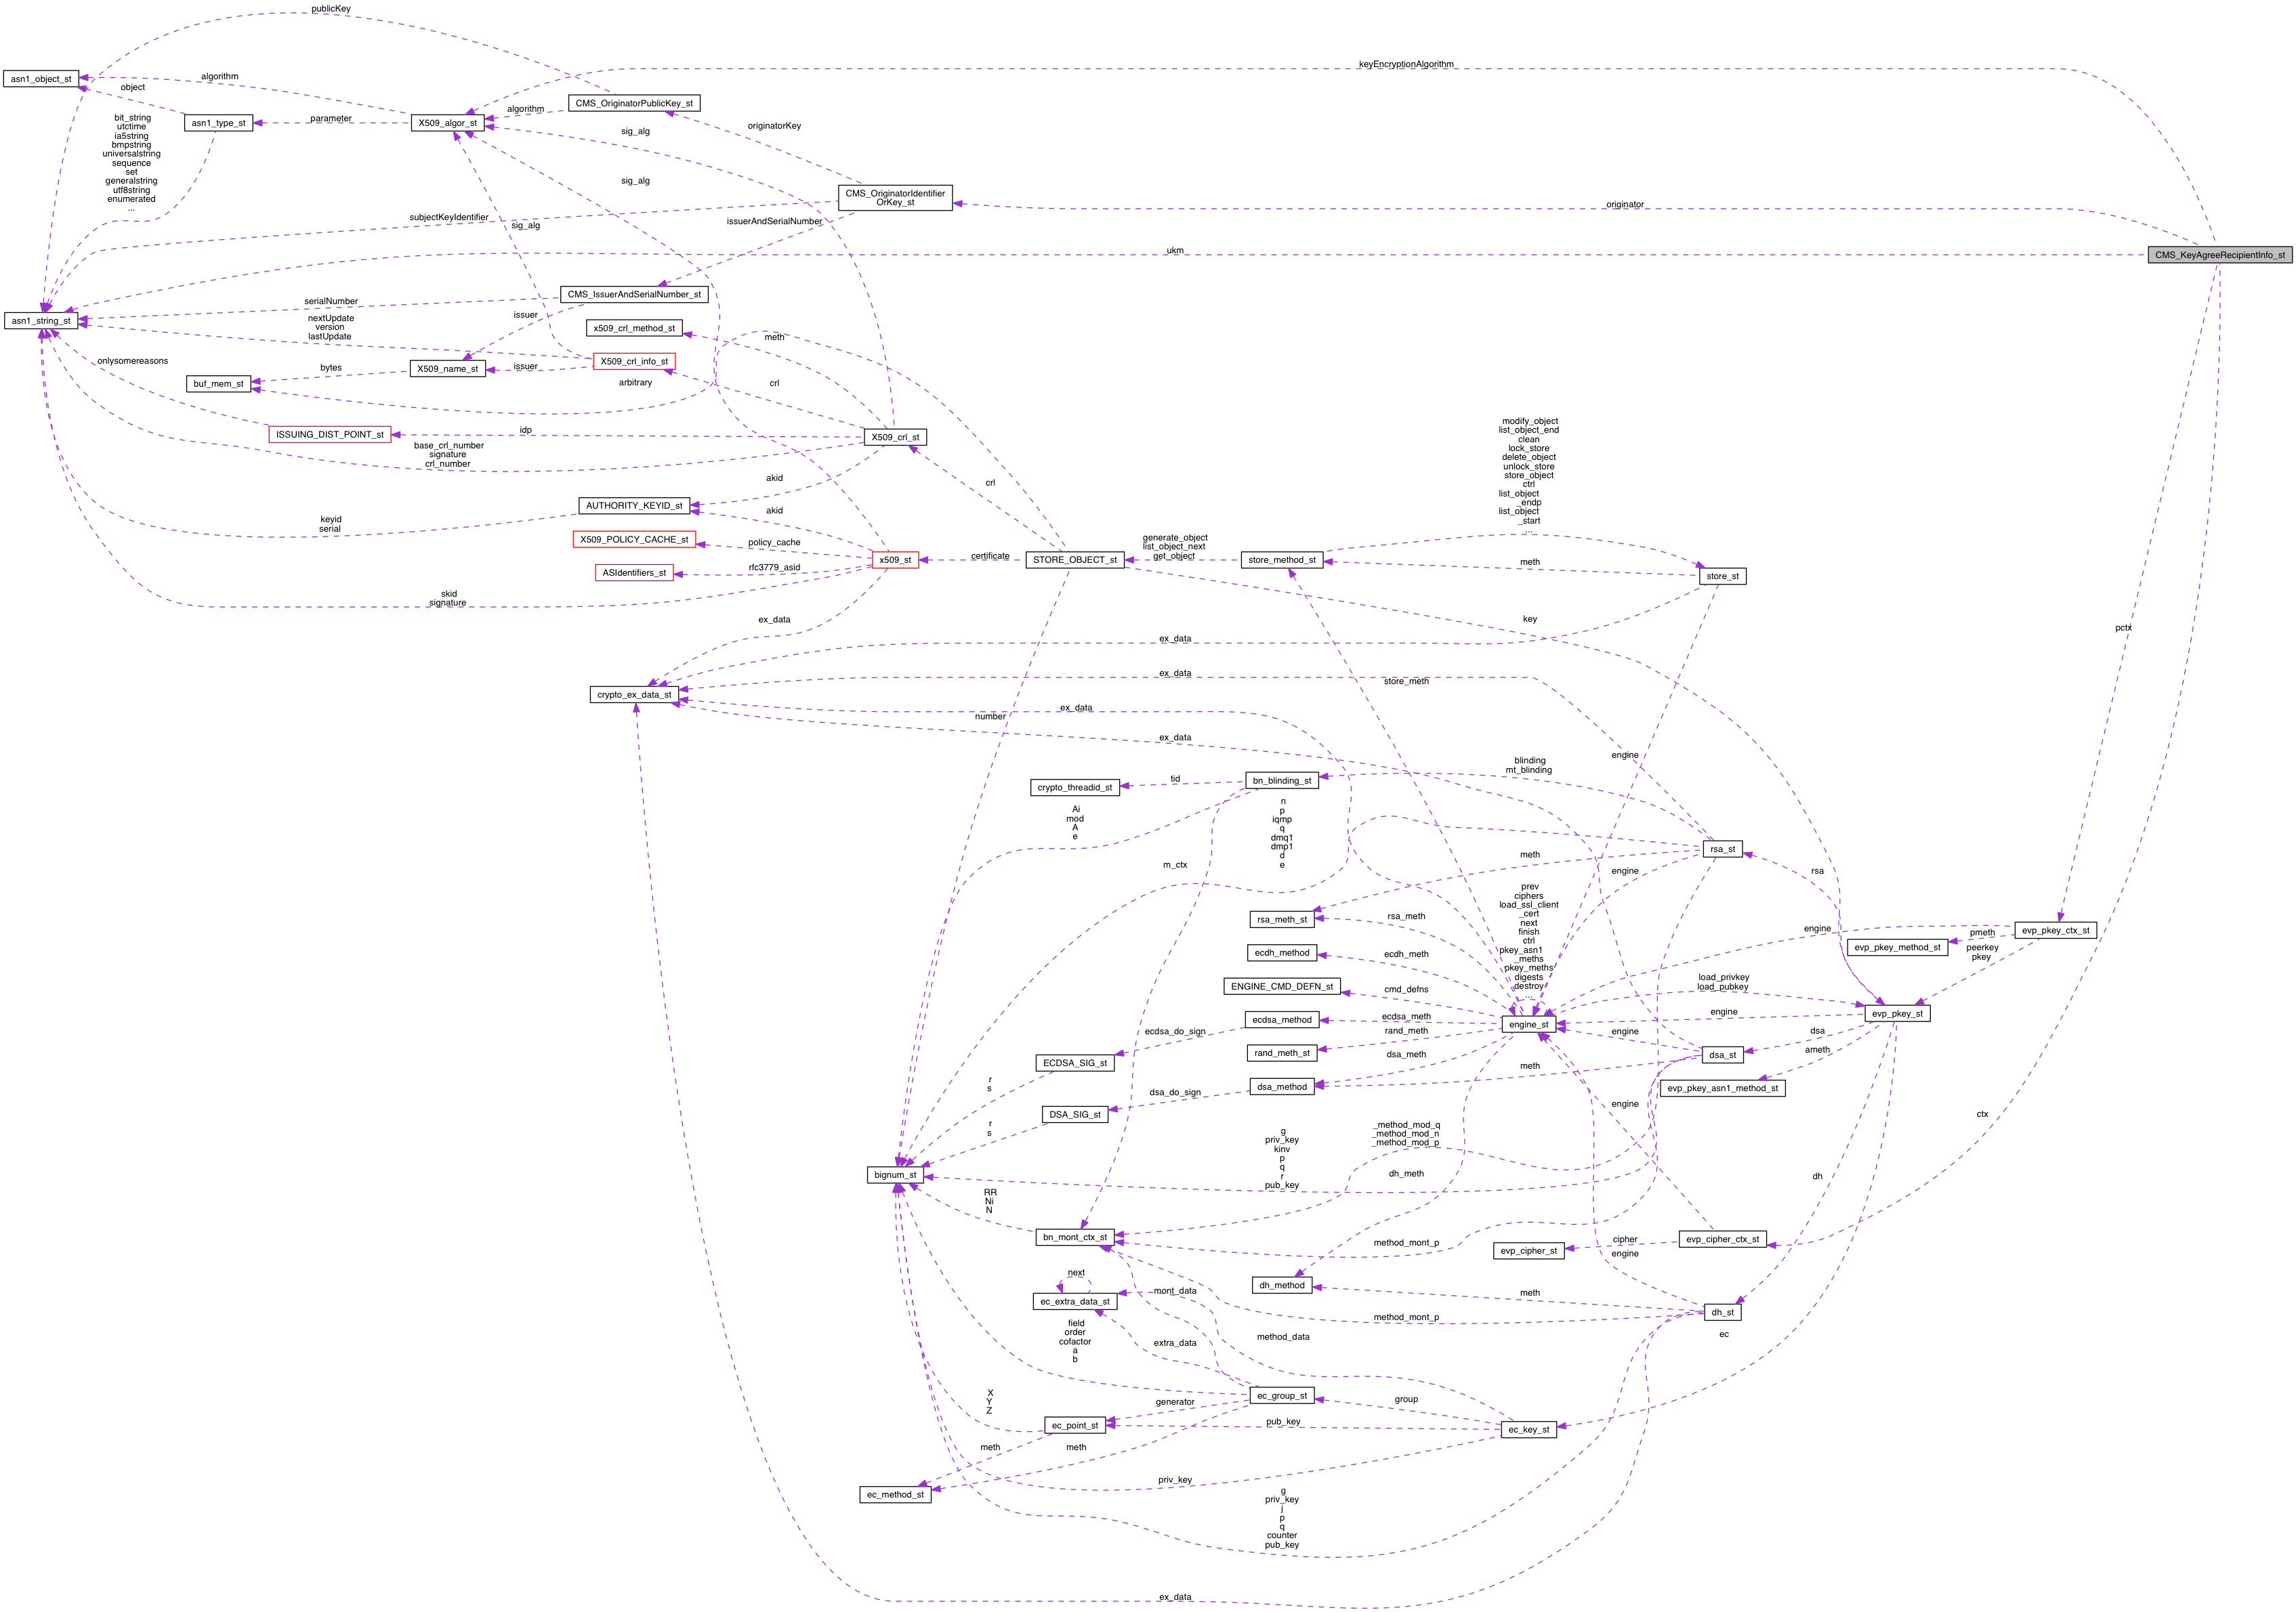 publicKey
keyEncryptionAlgorithm
asn1_object_st
algorithm
object
CMS_OriginatorPublicKey_st
algorithm
bit_string
utctime
ia5string
bmpstring
universalstring
sequence
set
generalstring
utf8string
enumerated
...
asn1_type_st
parameter
X509_algor_st
sig_alg
originatorKey
sig_alg
CMS_OriginatorIdentifier
OrKey_st
originator
subjectKeyIdentifier
sig_alg
issuerAndSerialNumber
ukm
CMS_KeyAgreeRecipientInfo_st
CMS_IssuerAndSerialNumber_st
serialNumber
issuer
asn1_string_st
nextUpdate
version
lastUpdate
x509_crl_method_st
meth
onlysomereasons
X509_crl_info_st
issuer
X509_name_st
bytes
buf_mem_st
arbitrary
crl
ISSUING_DIST_POINT_st
idp
X509_crl_st
base_crl_number
signature
crl_number
modify_object
list_object_end
clean
lock_store
delete_object
unlock_store
store_object
ctrl
list_object
_endp
list_object
_start
...
akid
crl
AUTHORITY_KEYID_st
keyid
serial
akid
X509_POLICY_CACHE_st
policy_cache
x509_st
certificate
STORE_OBJECT_st
generate_object
list_object_next
get_object
store_method_st
meth
store_st
ASIdentifiers_st
rfc3779_asid
skid
signature
ex_data
key
ex_data
pctx
crypto_ex_data_st
ex_data
store_meth
number
ex_data
ex_data
engine
blinding
mt_blinding
crypto_threadid_st
tid
bn_blinding_st
Ai
mod
A
e
n
p
iqmp
q
dmq1
dmp1
d
e
m_ctx
meth
rsa_st
engine
rsa
prev
ciphers
load_ssl_client
_cert
next
finish
ctrl
pkey_asn1
_meths
pkey_meths
digests
destroy
...
rsa_meth_st
rsa_meth
engine
evp_pkey_ctx_st
pmeth
evp_pkey_method_st
peerkey
pkey
ecdh_method
ecdh_meth
ENGINE_CMD_DEFN_st
cmd_defns
load_privkey
load_pubkey
ecdsa_method
ecdsa_meth
engine_st
engine
evp_pkey_st
ecdsa_do_sign
rand_meth
engine
dsa
rand_meth_st
ECDSA_SIG_st
dsa_meth
dsa_st
ameth
meth
r
s
dsa_method
dsa_do_sign
evp_pkey_asn1_method_st
DSA_SIG_st
engine
ctx
r
s
g
priv_key
kinv
p
q
r
pub_key
_method_mod_q
_method_mod_n
_method_mod_p
dh_meth
dh
bignum_st
RR
Ni
N
bn_mont_ctx_st
method_mont_p
evp_cipher_st
cipher
evp_cipher_ctx_st
engine
next
dh_method
mont_data
meth
ec_extra_data_st
dh_st
method_mont_p
field
order
cofactor
a
b
extra_data
method_data
ec
X
Y
Z
ec_group_st
generator
group
ec_point_st
pub_key
ec_key_st
meth
meth
priv_key
ec_method_st
g
priv_key
j
p
q
counter
pub_key
ex_data